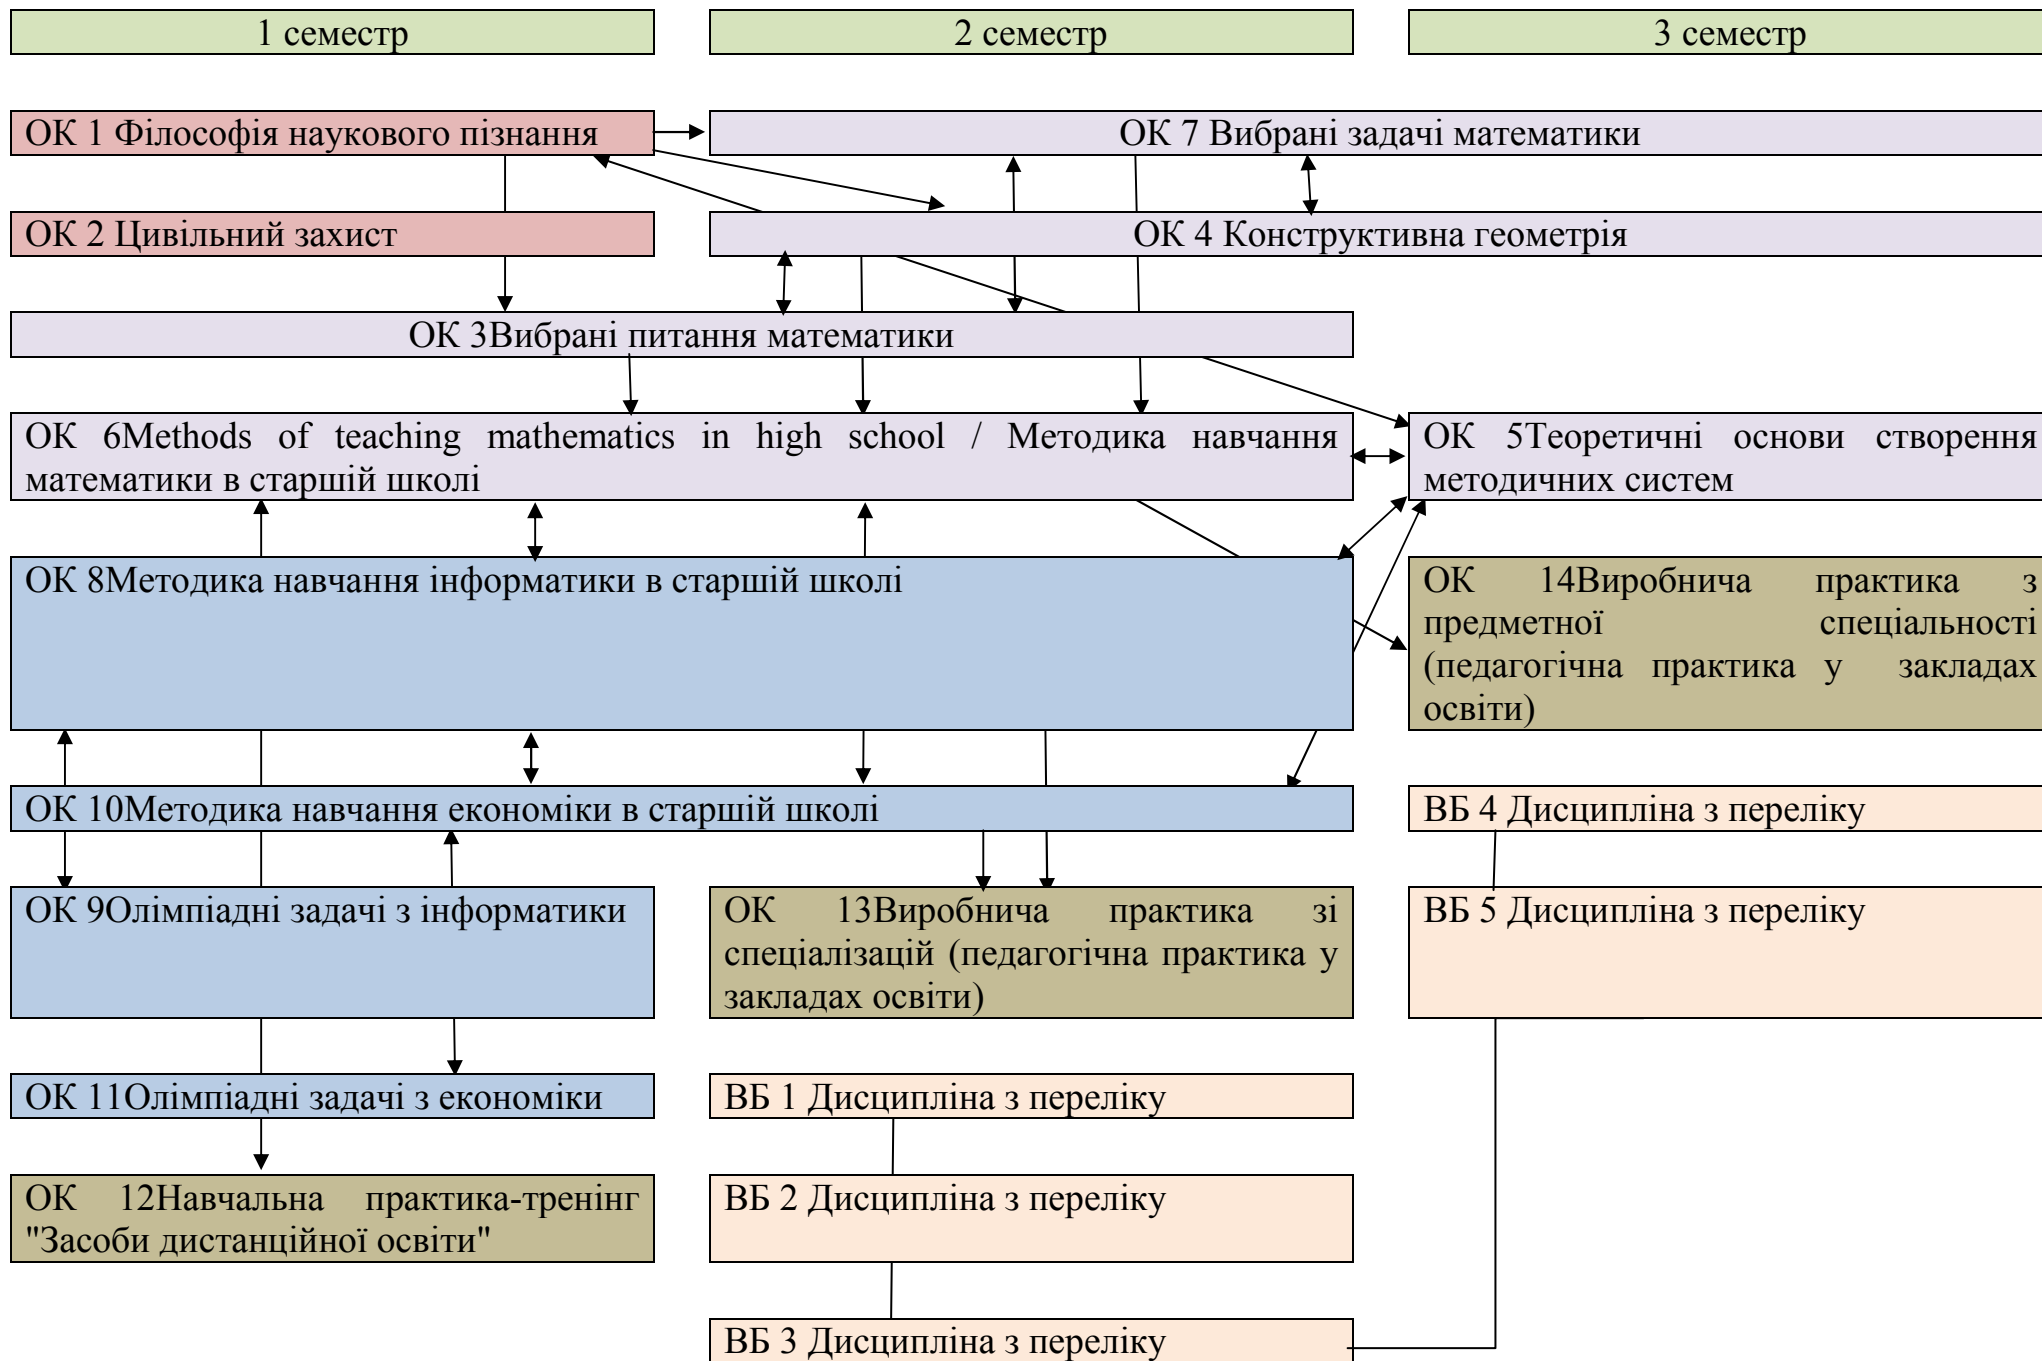 1 семестр
2 семестр
3 семестр
ОК 1 Філософія наукового пізнання
ОК 7 Вибрані задачі математики
ОК 2 Цивільний захист
ОК 4 Конструктивна геометрія
ОК 3Вибрані питання математики
ОК 6Methods of teaching mathematics in high school / Методика навчання
математики в старшій школі
ОК 5Теоретичні основи створення
методичних систем
ОК 8Методика навчання інформатики в старшій школі
ОК 14Виробнича практика з
предметної спеціальності
(педагогічна практика у закладах
освіти)
ОК 10Методика навчання економіки в старшій школі
ВБ 4 Дисципліна з переліку
ОК 9Олімпіадні задачі з інформатики
ОК 13Виробнича практика зі
спеціалізацій (педагогічна практика у
закладах освіти)
ВБ 5 Дисципліна з переліку
ОК 11Олімпіадні задачі з економіки
ВБ 1 Дисципліна з переліку
ОК 12Навчальна практика-тренінг
"Засоби дистанційної освіти"
ВБ 2 Дисципліна з переліку
ВБ 3 Дисципліна з переліку